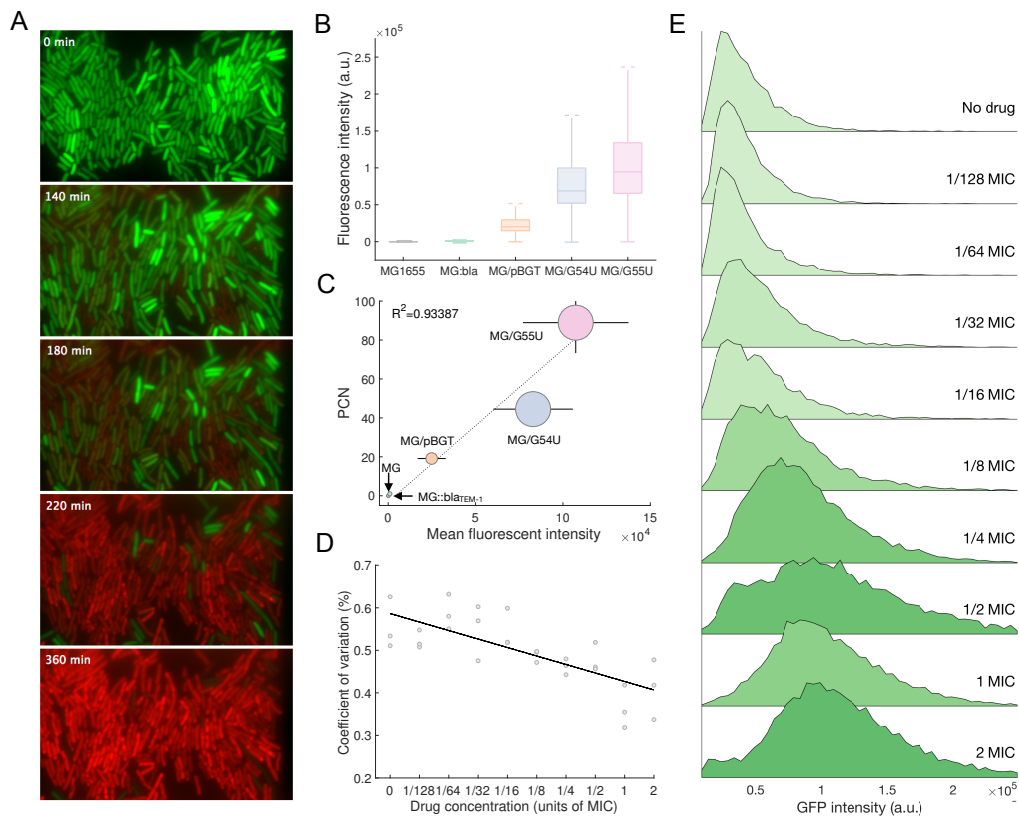 A
0 min
140 min
180 min
220 min
360 min
B
×10^5
Fluorescence intensity (a.u.)
2.5
2
1.5
1
0.5
0
MG1655 MG:bla MG/pBGT MG/G54U MG/G55U
C
R^2=0.93387
PCN
100
80
60
40
20
0
MG/G55U
MG/G54U
MG/pBGT
MG
MG::bla_TEM-1
0 5 10 15
Mean fluorescent intensity ×10^4
D
Coefficient of variation (%)
0.7
0.6
0.5
0.4
0.3
0.2
0 1/128 1/64 1/32 1/16 1/8 1/4 1/2 1 2
Drug concentration (units of MIC)
E
No drug
1/128 MIC
1/64 MIC
1/32 MIC
1/16 MIC
1/8 MIC
1/4 MIC
1/2 MIC
1 MIC
2 MIC
0.5 1 1.5 2 ×10^5
GFP intensity (a.u.)